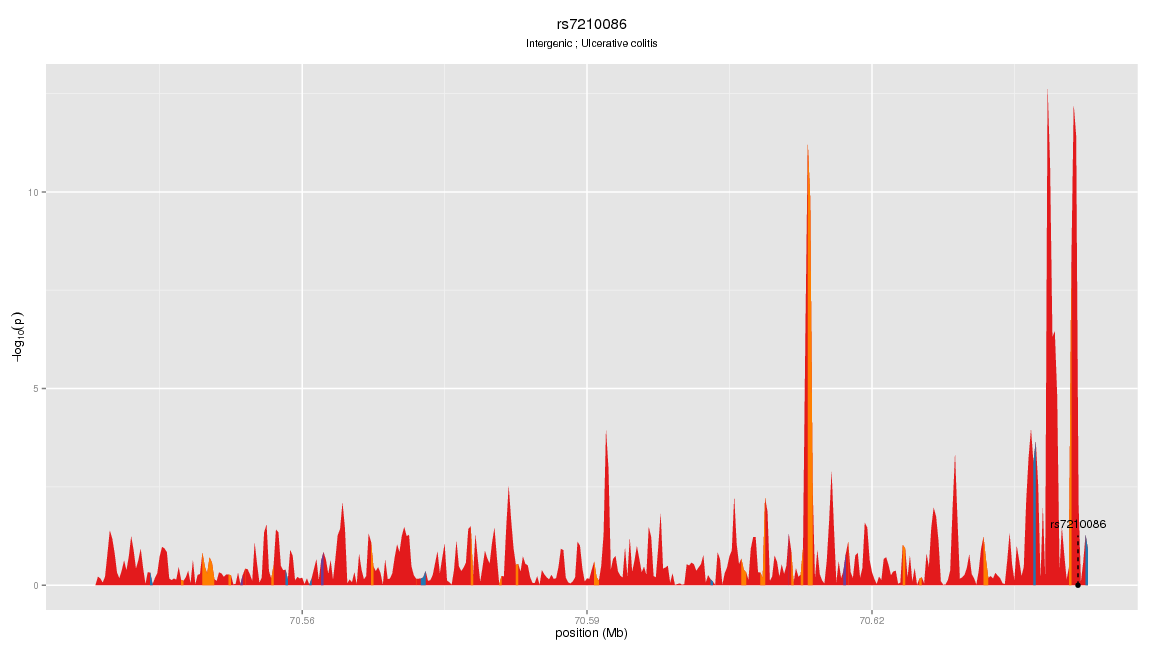 rs7210086
Intergenic ; Ulcerative colitis
−log10(p)
10
5
0
rs7210086
70.56
70.59
70.62
position (Mb)